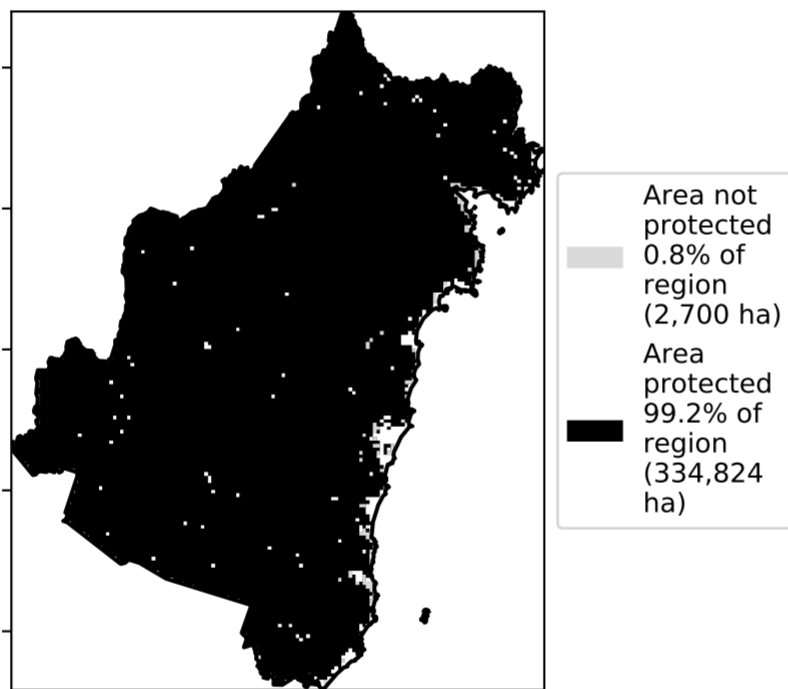 Area not
protected
0.8% of
region
(2,700 ha)
Area
protected
99.2% of
region
(334,824
ha)